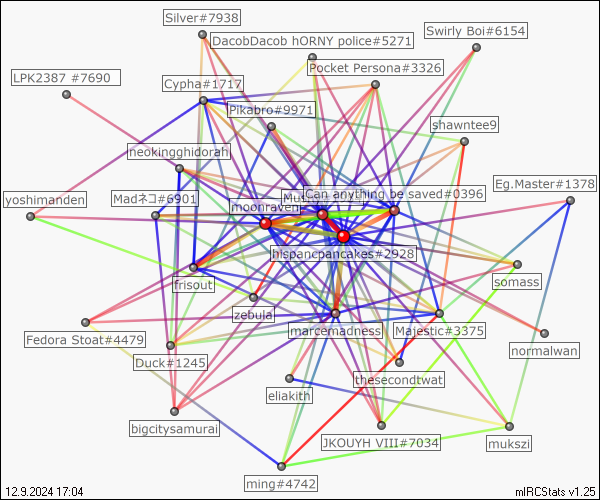 Silver#7938
DacobDacob hORNY police#5271
Swirly Boi#6154
Pocket Persona#3326
LPK2387 #7690
Cypha#1717
Pikabro#9971
shawntee9
neokingghidorah
Eg.Master#1378
Can anything be saved#0396
yoshimanden
Madネコ#6901
moonraven
hispancpancakes#2928
frisout
somass
zebula
marcemadness
Majestic#3375
Fedora Stoat#4479
normalwan
Duck#1245
thesecondtwat
eliakith
bigcitysamurai
JKOUYH VIII#7034
mukszi
ming#4742
12.9.2024 17:04
mIRCStats v1.25